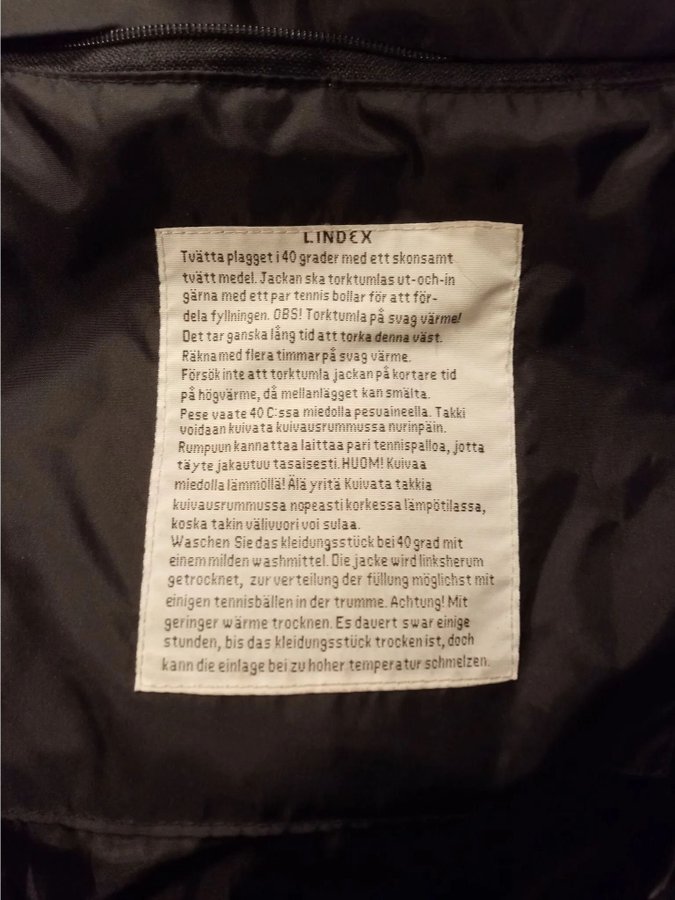 LINDEX
Tvätta plagget i 40 grader med ett skonsamt
tvätt medel. Jackan ska torktumlas ut-och-in
gärna med ett par tennis bollar för att för-
dela fyllningen. OBS! Torktumla på svag värme!
Det tar ganska lång tid att torka denna väst.
Räkna med flera timmar på svag värme.
Försök inte att torktumla jackan på kortare tid
på högvärme, då mellanlägget kan smälta.
Pese vaate 40 C:ssa miedolla pesuaineella. Takki
voidaan kuivata kuivausrummussa nurinpäin.
Rumpuun kannattaa laittaa pari tennispalloa, jotta
täyte jakautuu tasaisesti. HUOM! Kuivaa
miedolla lämmöllä! Älä yritä Kuivata takkia
kuivausrummussa nopeasti korkessa lämpötilassa,
koska takin välivuori voi sulaa.
Waschen Sie das kleidungsstück bei 40 grad mit
einem milden washmittel. Die jacke wird linksherum
getrocknet, zur verteilung der füllung möglichst mit
einigen tennisbällen in der trumme. Achtung! Mit
geringer wärme trocknen. Es dauert swar einige
stunden, bis das kleidungsstück trocken ist, doch
kann die einlage bei zu hoher temperatur schmelzen.